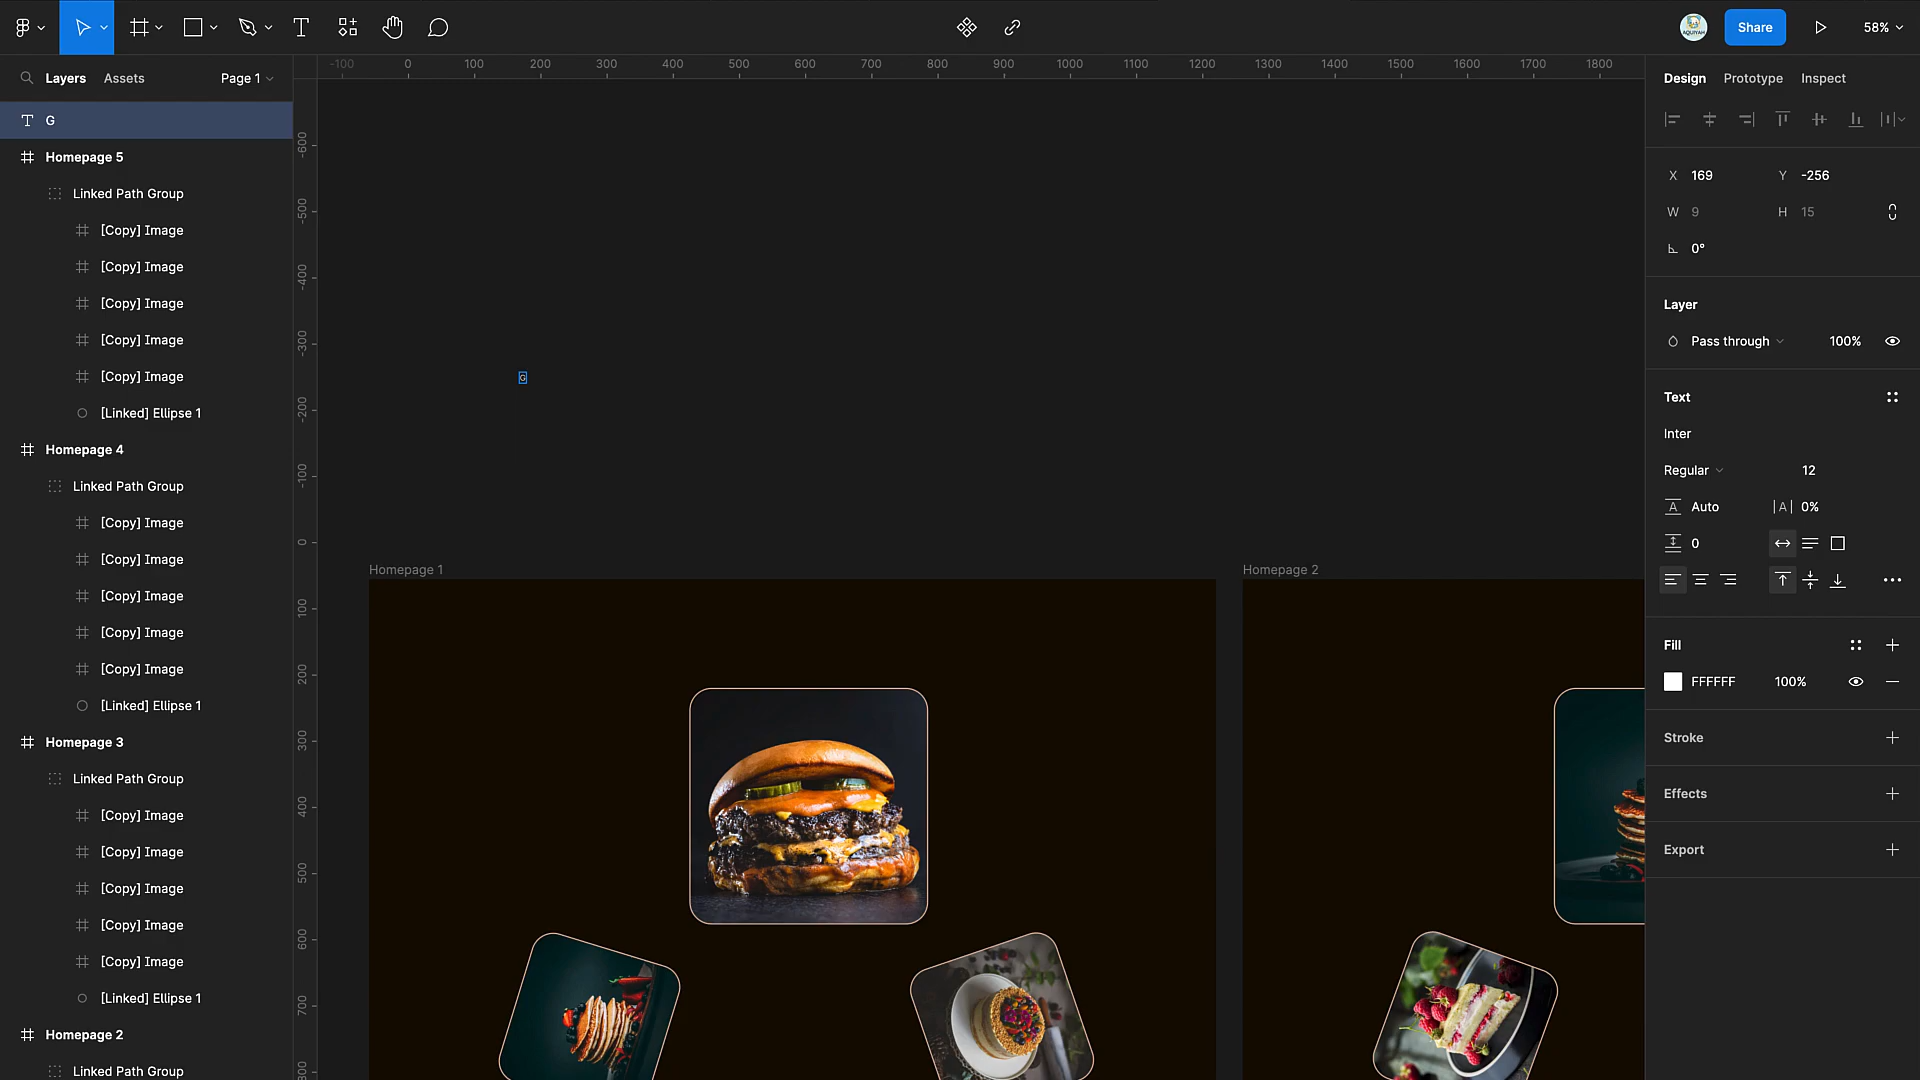 Share
58%
Layers
Assets
Page 1
-100
0
100
200
300
400
500
600
700
800
900
1000
1100
1200
1300
1400
1500
1600
1700
1800
Design
Prototype
Inspect
G
Homepage 5
Linked Path Group
[Copy] Image
[Copy] Image
[Copy] Image
[Copy] Image
[Copy] Image
[Linked] Ellipse 1
Homepage 4
Linked Path Group
[Copy] Image
[Copy] Image
[Copy] Image
[Copy] Image
[Copy] Image
[Linked] Ellipse 1
Homepage 3
Linked Path Group
[Copy] Image
[Copy] Image
[Copy] Image
[Copy] Image
[Copy] Image
[Linked] Ellipse 1
Homepage 2
Linked Path Group
-600
-500
-400
-300
-200
-100
0
100
200
300
400
500
600
700
G
Homepage 1
Homepage 2
X 169
Y -256
W 9
H 15
0°
Layer
Pass through
100%
Text
Inter
Regular
12
Auto
|A| 0%
0
Fill
FFFFFF
100%
Stroke
Effects
Export